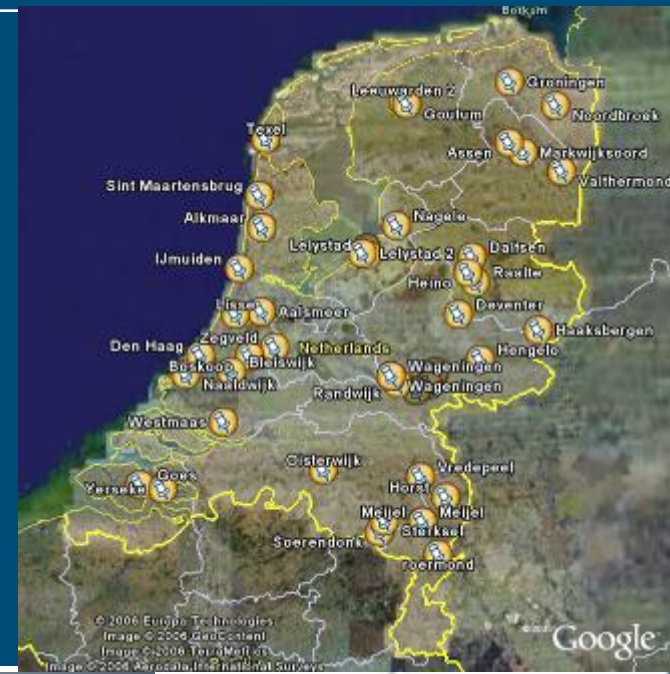 Borkum
Leeuwarden 2
Groningen
Goutum
Noordbroek
Texel
Assen
Markwijksoord
Valthermond
Sint Maartensbrug
Alkmaar
Nagele
Lelystad
Lelystad 2
Dalfsen
IJmuiden
Heino
Raalte
Lisse
Aalsmeer
Deventer
Haaksbergen
Zegveld
Netherlands
Den Haag
Bleiswijk
Hengelo
Boskoop
Wageningen
Naaldwijk
Randwijk
Wageningen
Westmaas
Oisterwijk
Vredepeel
Goes
Yerseke
Horst
Meijel
Meijel
Sterksel
Soerendonk
roermond
© 2006 Europa Technologies
Image © 2006 GeoContent
Image © 2006 TerraMetrics
Image © 2006 Aerodata International Surveys
Google